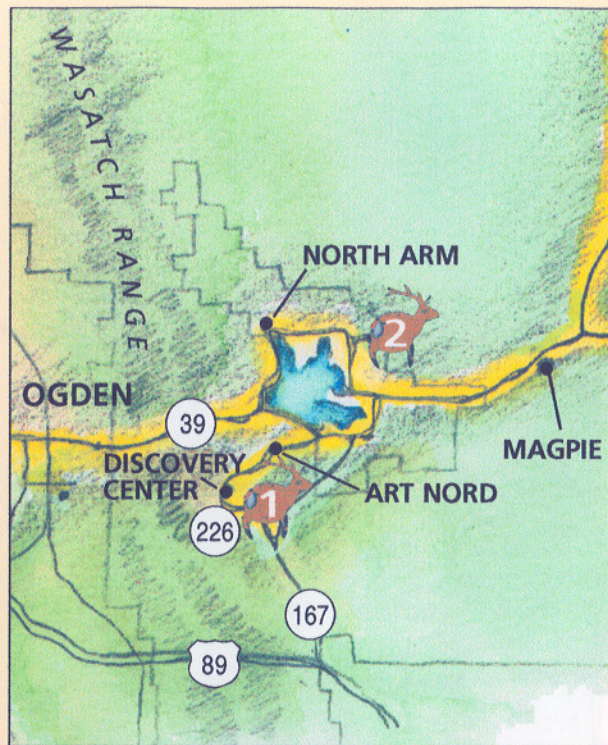 WASATCH RANGE
NORTH ARM
2
OGDEN
39
MAGPIE
DISCOVERY
CENTER
ART NORD
1
226
167
89